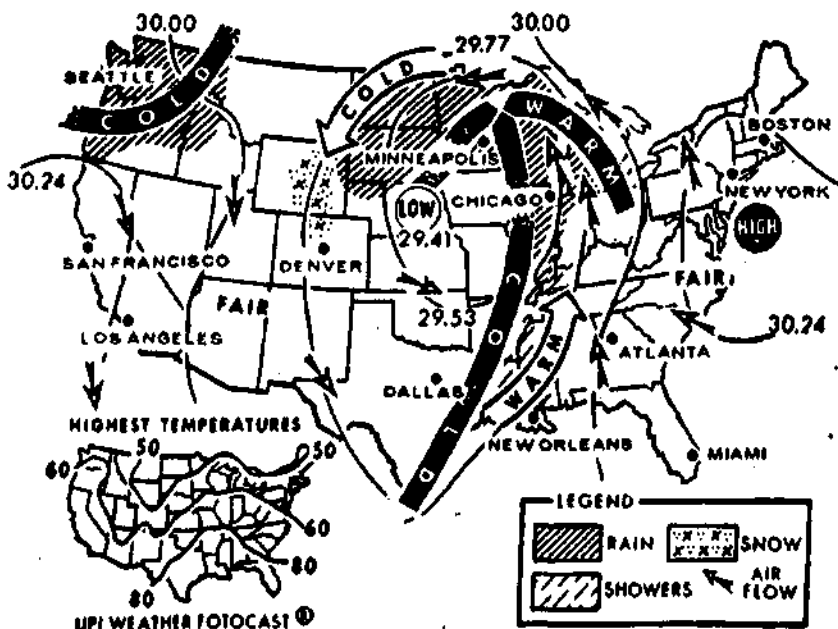 30.00
29.77
30.00
SEATTLE
COLD
COLD
WARM
BOSTON
MINNEAPOLIS
NEW YORK
30.24
CHICAGO
LOW
HIGH
29.41
SAN FRANCISCO
DENVER
FAIR
FAIR
29.53
COLD
30.24
LOS ANGELES
ATLANTA
DALLAS
WARM
HIGHEST TEMPERATURES
NEW ORLEANS
MIAMI
60
50
50
60
80
80
LEGEND
RAIN
SNOW
SHOWERS
AIR
FLOW
UPI WEATHER FOTOCAST ®